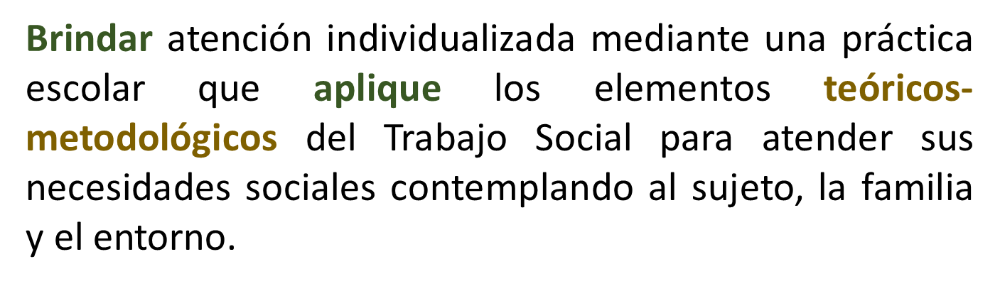 Brindar atención individualizada mediante una práctica
escolar que aplique los elementos teóricos-
metodológicos del Trabajo Social para atender sus
necesidades sociales contemplando al sujeto, la familia
y el entorno.